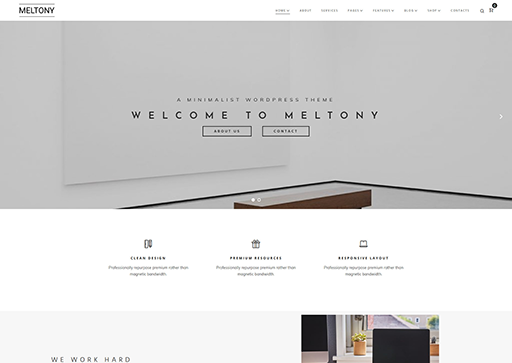 MELTONY
HOME ABOUT SERVICES PAGES FEATURES BLOG SHOP CONTACTS
A MINIMALIST WORDPRESS THEME
WELCOME TO MELTONY
ABOUT US CONTACT
CLEAN DESIGN PREMIUM RESOURCES RESPONSIVE LAYOUT
Professionally repurpose premium rather than Professionally repurpose premium rather than Professionally repurpose premium rather than
magnetic bandwidth. magnetic bandwidth. magnetic bandwidth.
WE WORK HARD